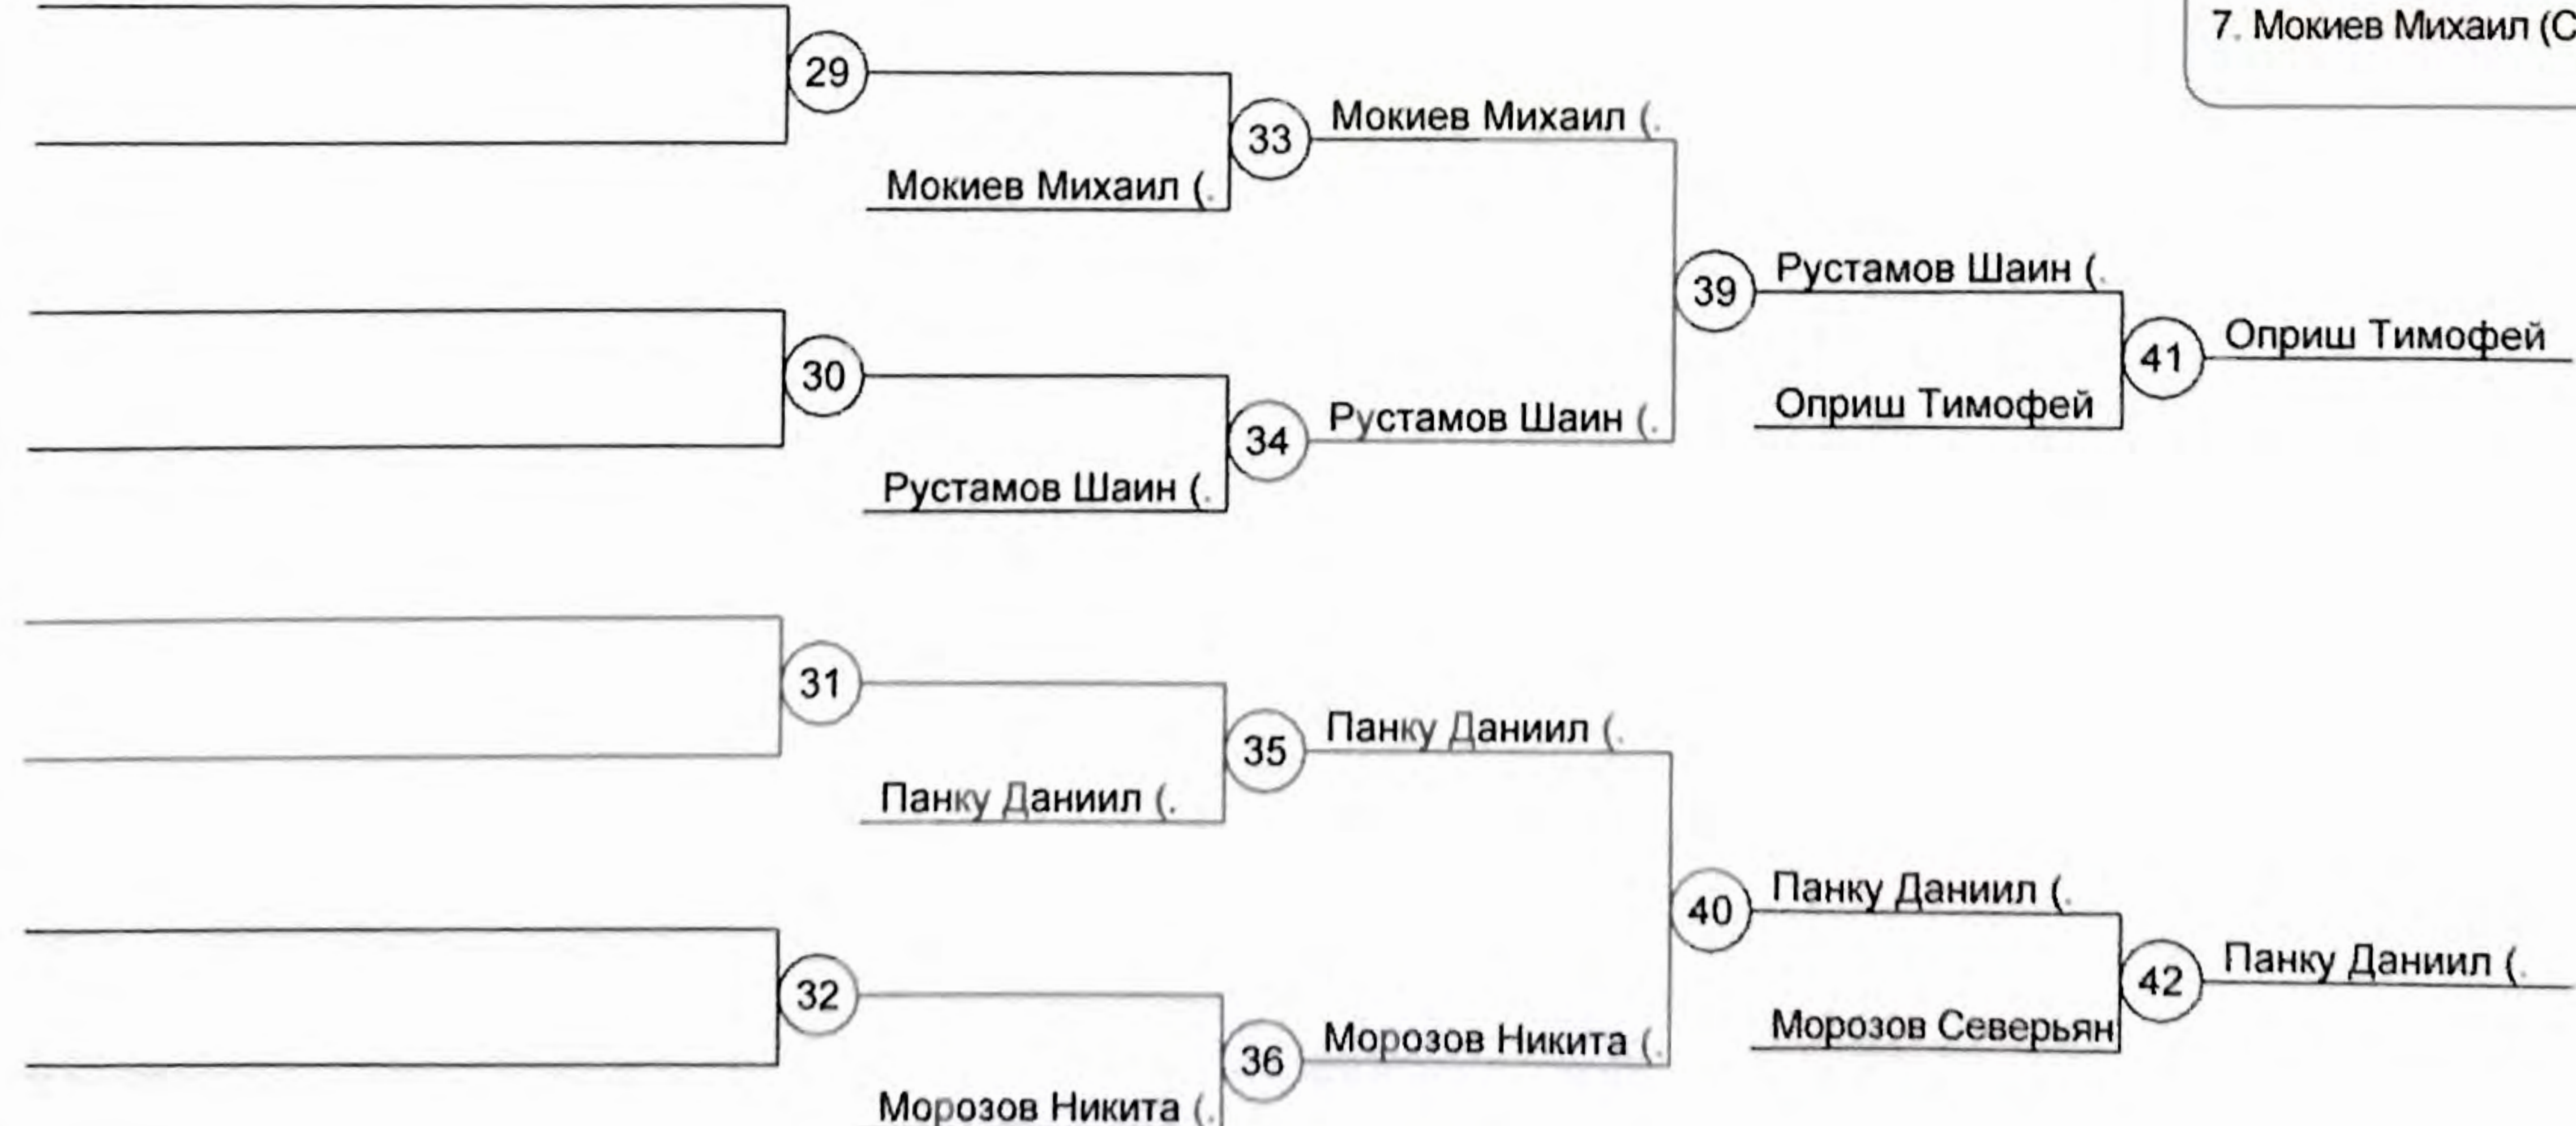 7. Мокиев Михаил (С
29
Мокиев Михаил (.
33
Мокиев Михаил (.
39
Рустамов Шаин (.
Оприш Тимофей
41
Оприш Тимофей
30
Рустамов Шаин (.
34
Рустамов Шаин (.
31
Панку Даниил (.
35
Панку Даниил (.
40
Панку Даниил (.
Панку Даниил (.
42
Морозов Северьян
32
Морозов Никита (.
36
Морозов Никита (.